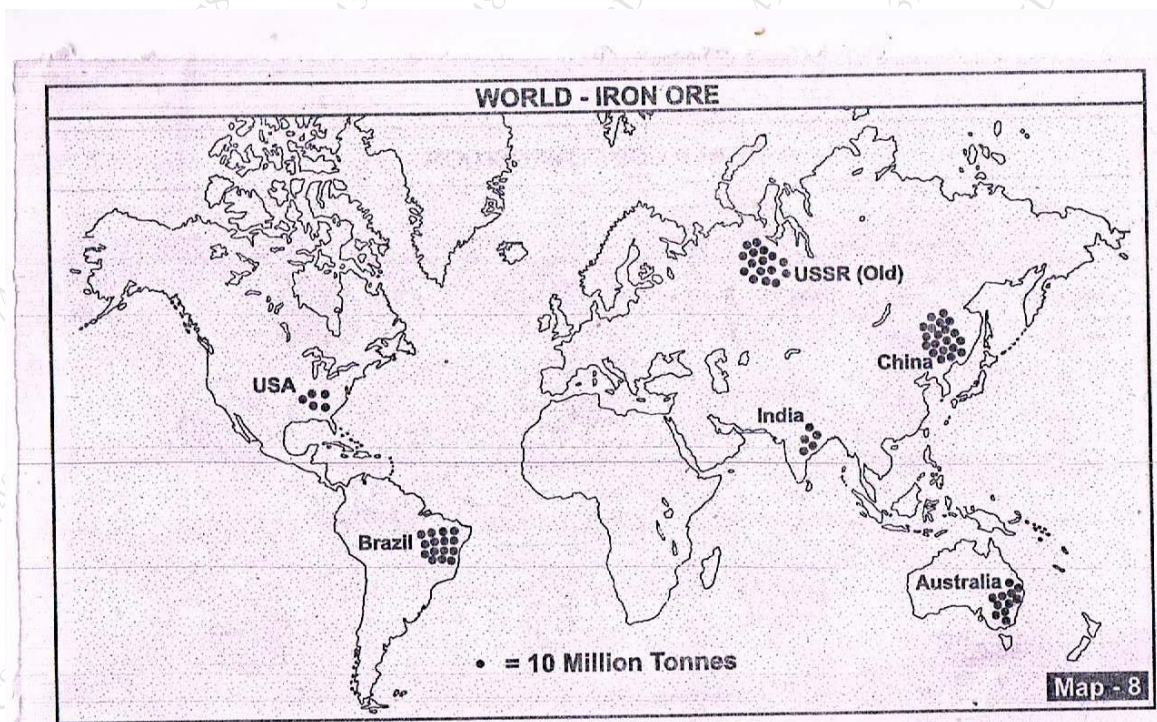 WORLD - IRON ORE
USSR (Old)
China
USA
India
Brazil
Australia
• = 10 Million Tonnes
Map - 8